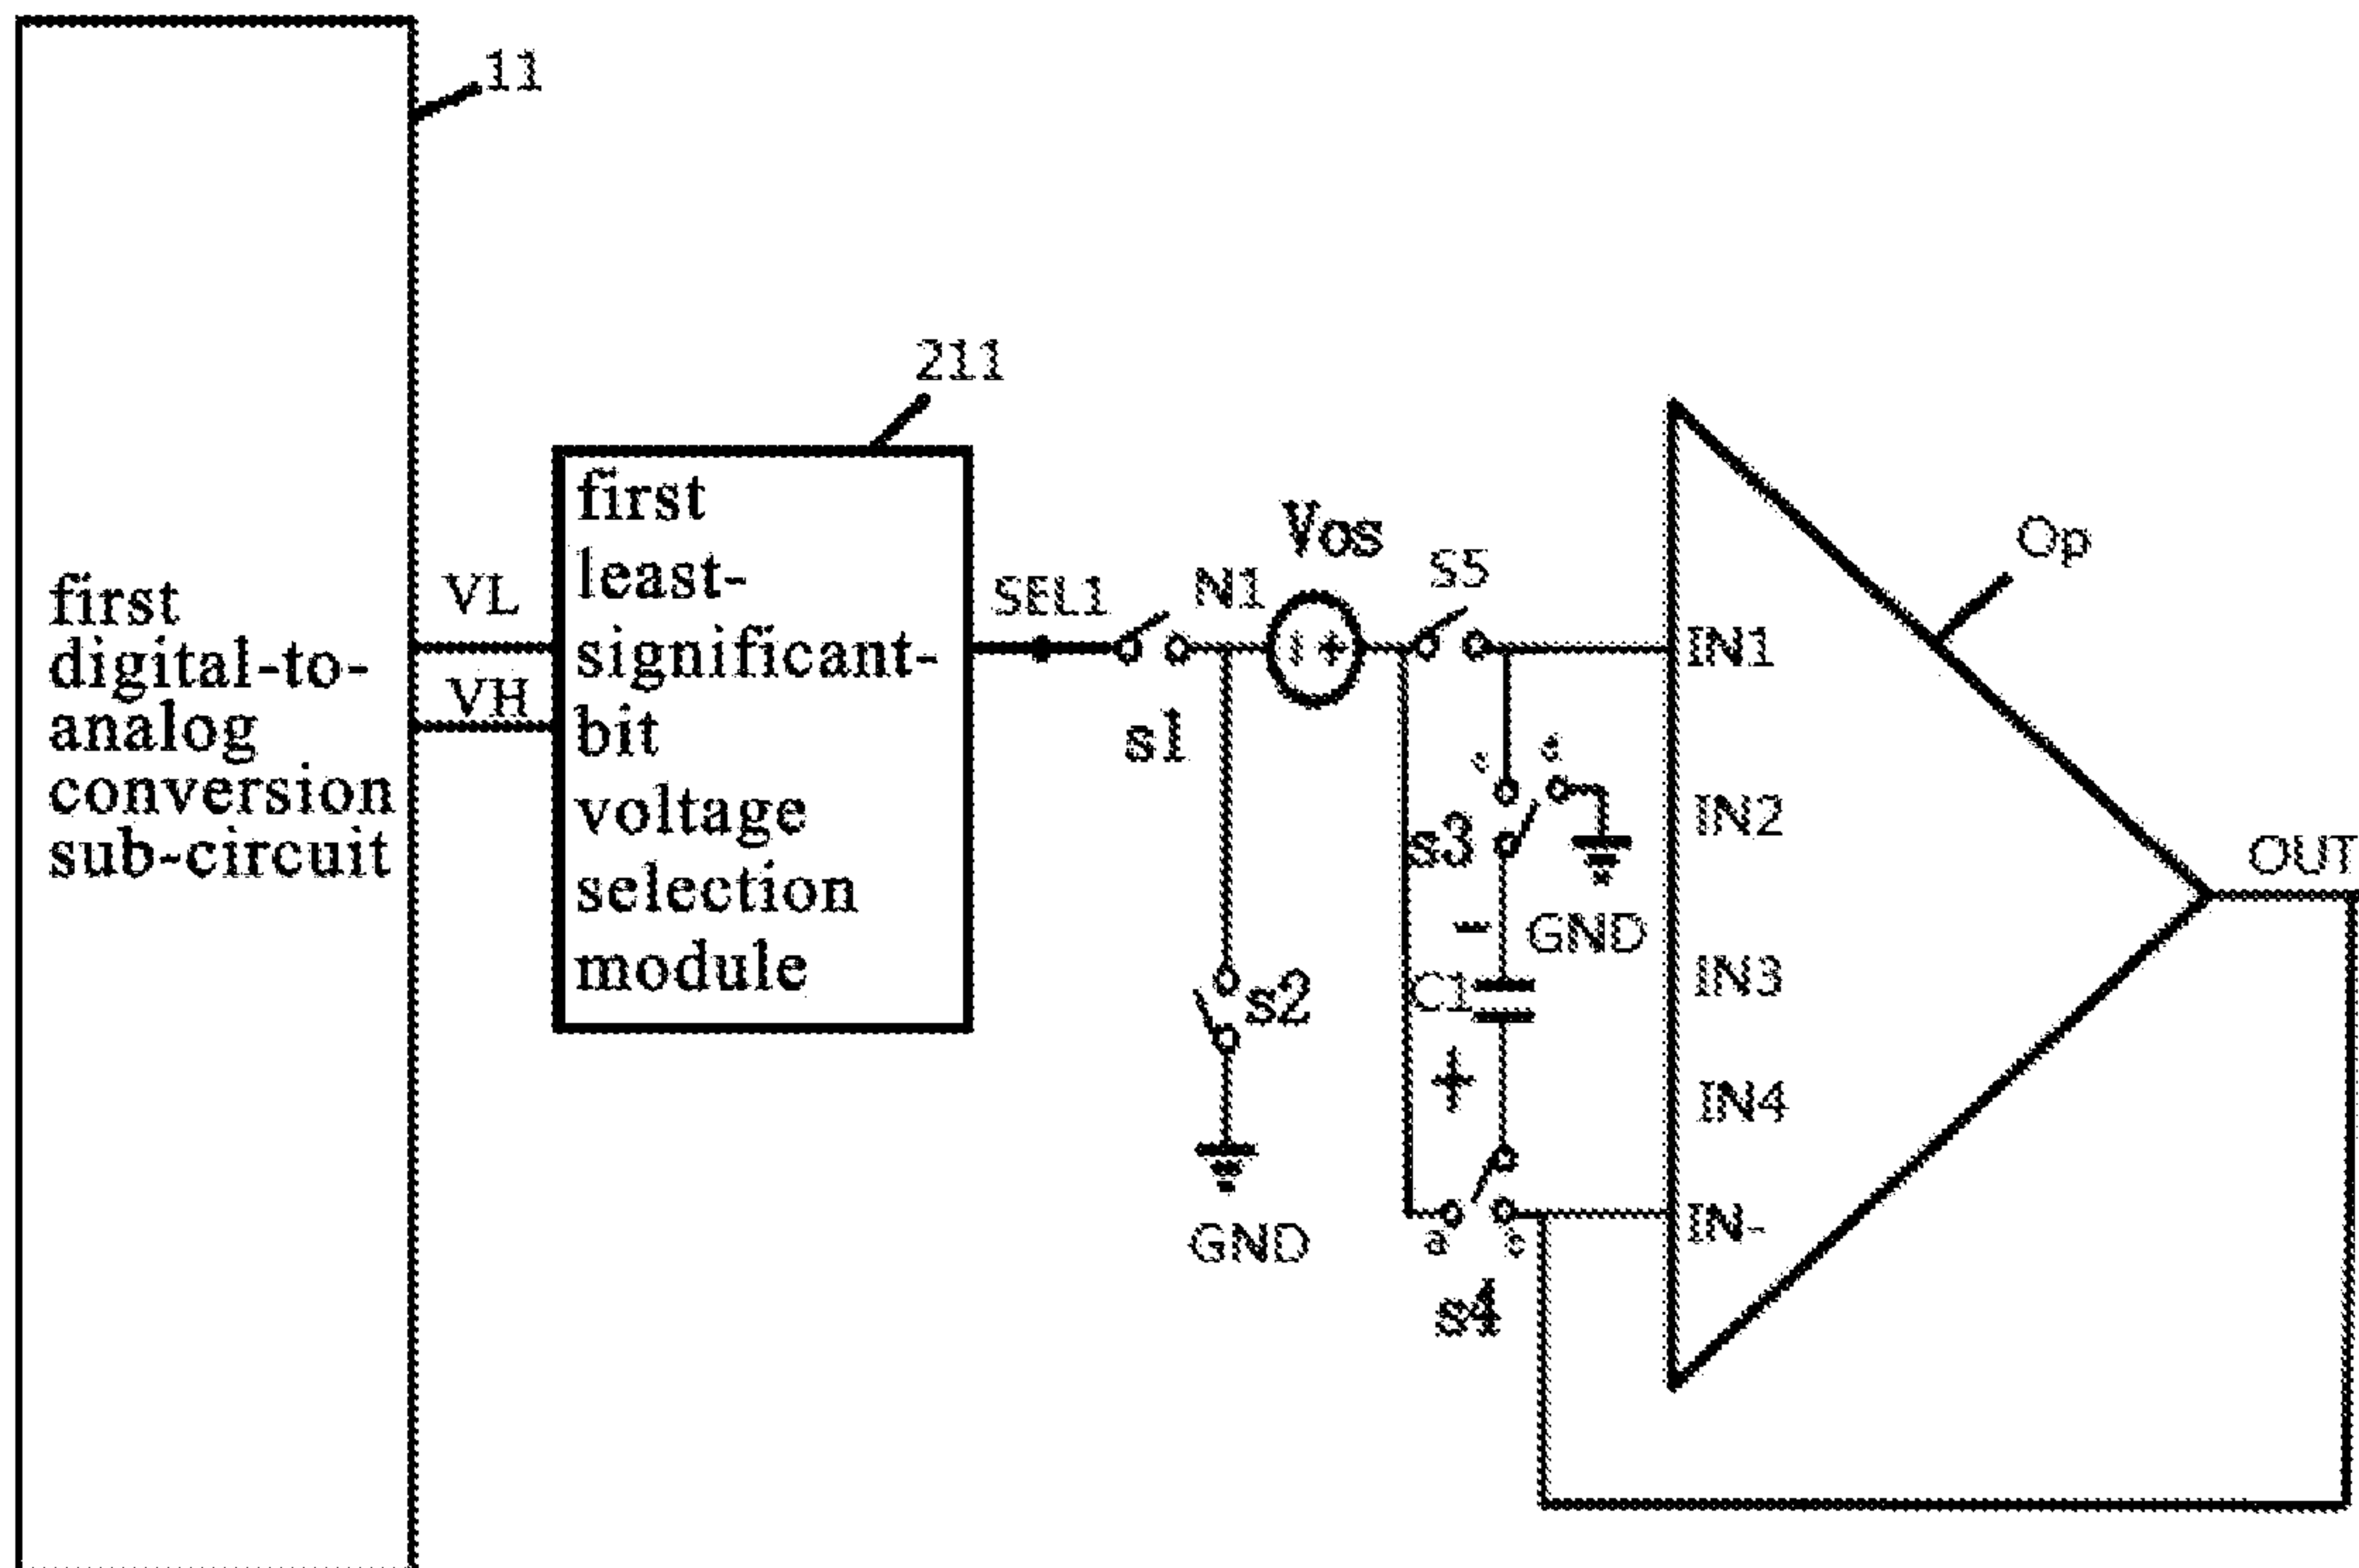 11
211
first
digital-to-
analog
conversion
sub-circuit
VL
VH
first
least-
significant-
bit
voltage
selection
module
SEL1
N1
s1
Vos
S5
s2
GND
s3
GND
-
C1
+
s4
IN1
IN2
IN3
IN4
IN-
Op
OUT